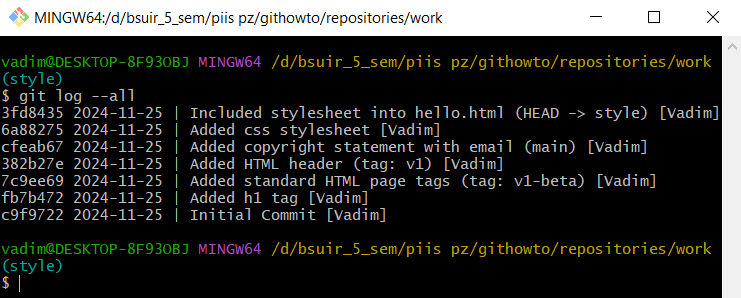 MINGW64:/d/bsuir_5_sem/piis pz/githowto/repositories/work
vadim@DESKTOP-8F93OBJ MINGW64 /d/bsuir_5_sem/piis pz/githowto/repositories/work
(style)
$ git log --all
3fd8435 2024-11-25 | Included stylesheet into hello.html (HEAD -> style) [Vadim]
6a88275 2024-11-25 | Added css stylesheet [Vadim]
cfeab67 2024-11-25 | Added copyright statement with email (main) [Vadim]
382b27e 2024-11-25 | Added HTML header (tag: v1) [Vadim]
7c9ee69 2024-11-25 | Added standard HTML page tags (tag: v1-beta) [Vadim]
fb7b472 2024-11-25 | Added h1 tag [Vadim]
c9f9722 2024-11-25 | Initial Commit [Vadim]
vadim@DESKTOP-8F93OBJ MINGW64 /d/bsuir_5_sem/piis pz/githowto/repositories/work
(style)
$